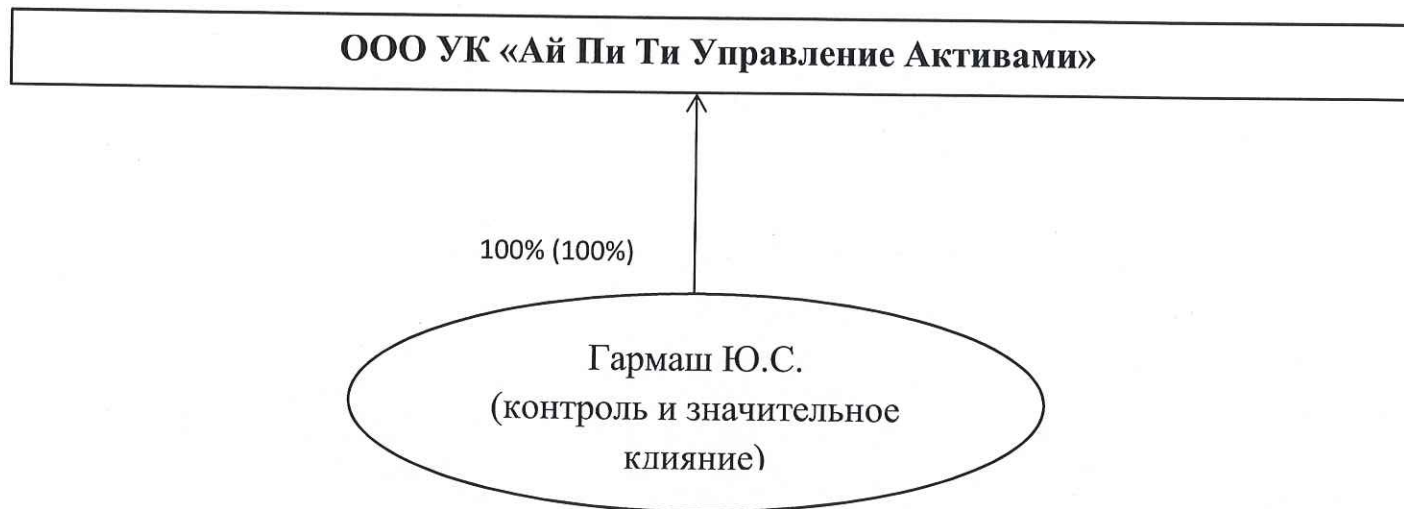 ООО УК «Ай Пи Ти Управление Активами»
100% (100%)
Гармаш Ю.С.
(контроль и значительное
клияние)